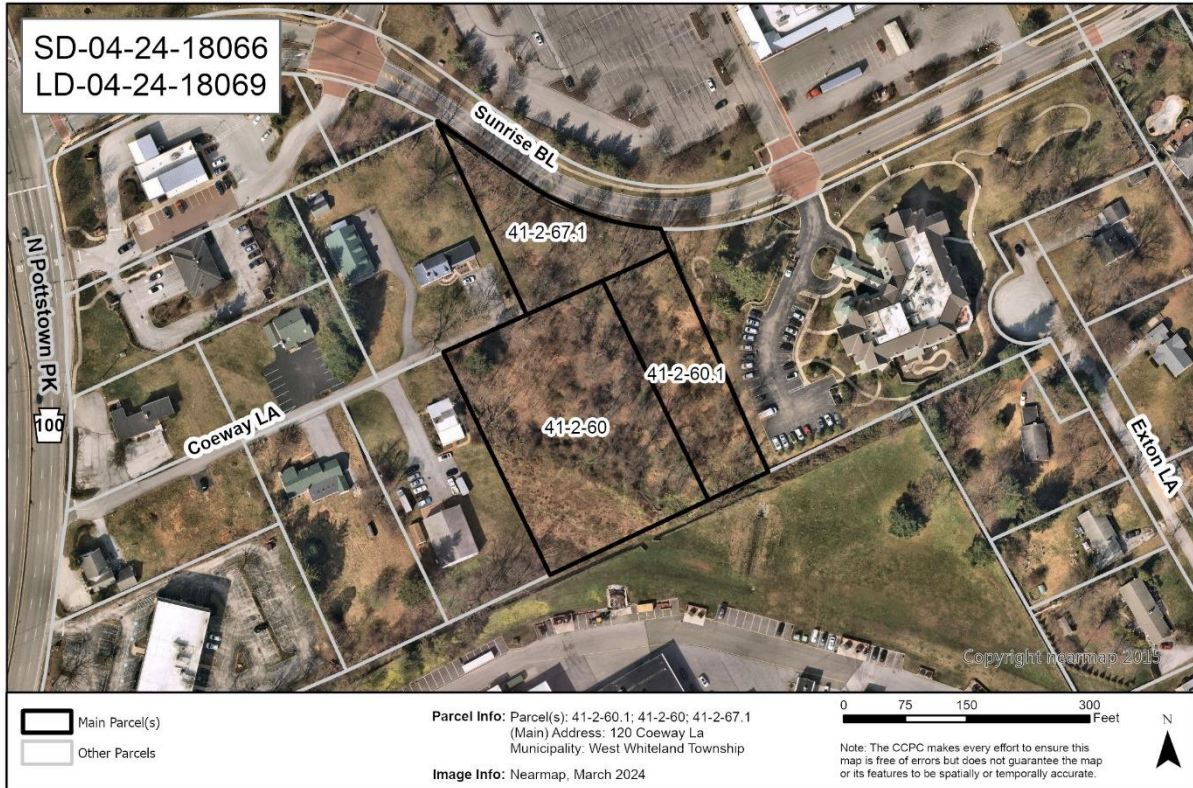 SD-04-24-18066
LD-04-24-18069
Sunrise BL
41-2-67.1
41-2-60.1
41-2-60
N Pottstown PK
100
Coeway LA
Exton LA
Copyright nearmap 2015
Main Parcel(s)
Other Parcels
Parcel Info: Parcel(s): 41-2-60.1; 41-2-60; 41-2-67.1
(Main) Address: 120 Coeway La
Municipality: West Whiteland Township
Image Info: Nearmap, March 2024
0 75 150 300
Feet
Note: The CCPC makes every effort to ensure this
map is free of errors but does not guarantee the map
or its features to be spatially or temporally accurate.
N